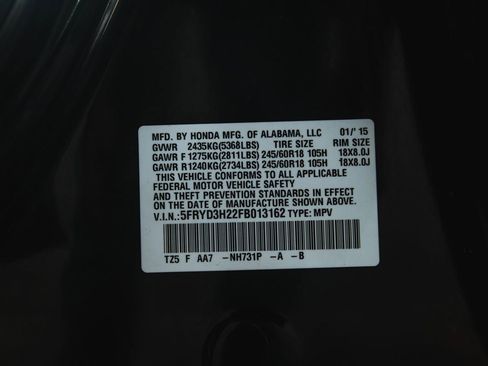 MFD. BY HONDA MFG. OF ALABAMA, LLC 01/'15
GVWR 2435KG(5368LBS) TIRE SIZE RIM SIZE
GAWR F 1275KG(2811LBS) 245/60R18 105H 18X8.0J
GAWR R1240KG(2734LBS) 245/60R18 105H 18X8.0J
THIS VEHICLE CONFORMS TO ALL APPLICABLE
FEDERAL MOTOR VEHICLE SAFETY
AND THEFT PREVENTION STANDARDS IN EFFECT
ON THE DATE OF MANUFACTURE SHOWN ABOVE.
V.I.N.:5FRYD3H22FB013162 TYPE: MPV
TZ5 F AA7 -NH731P -A -B